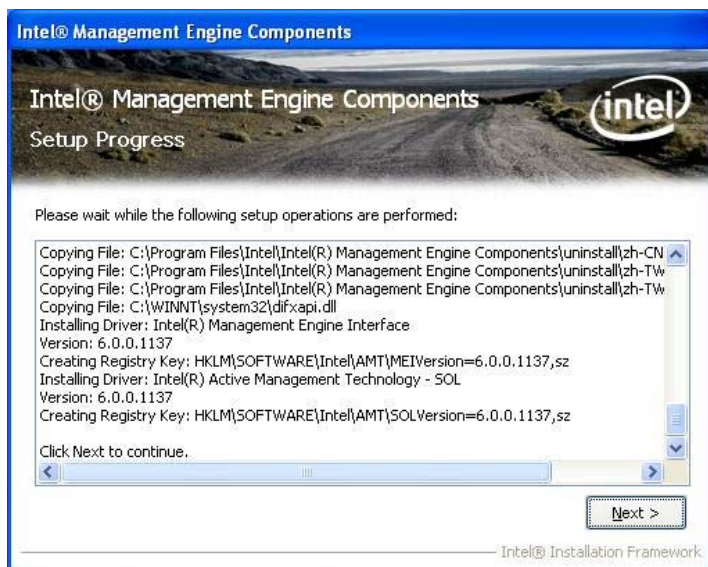 Intel® Management Engine Components
Intel® Management Engine Components
intel
Setup Progress
Please wait while the following setup operations are performed:
Copying File: C:\Program Files\Intel\Intel(R) Management Engine Components\uninstall\zh-CN
Copying File: C:\Program Files\Intel\Intel(R) Management Engine Components\uninstall\zh-TW
Copying File: C:\Program Files\Intel\Intel(R) Management Engine Components\uninstall\zh-TW
Copying File: C:\WINNT\system32\difxapi.dll
Installing Driver: Intel(R) Management Engine Interface
Version: 6.0.0.1137
Creating Registry Key: HKLM\SOFTWARE\Intel\AMT\MEIVersion=6.0.0.1137,sz
Installing Driver: Intel(R) Active Management Technology - SOL
Version: 6.0.0.1137
Creating Registry Key: HKLM\SOFTWARE\Intel\AMT\SOLVersion=6.0.0.1137,sz
Click Next to continue.
Next >
Intel® Installation Framework